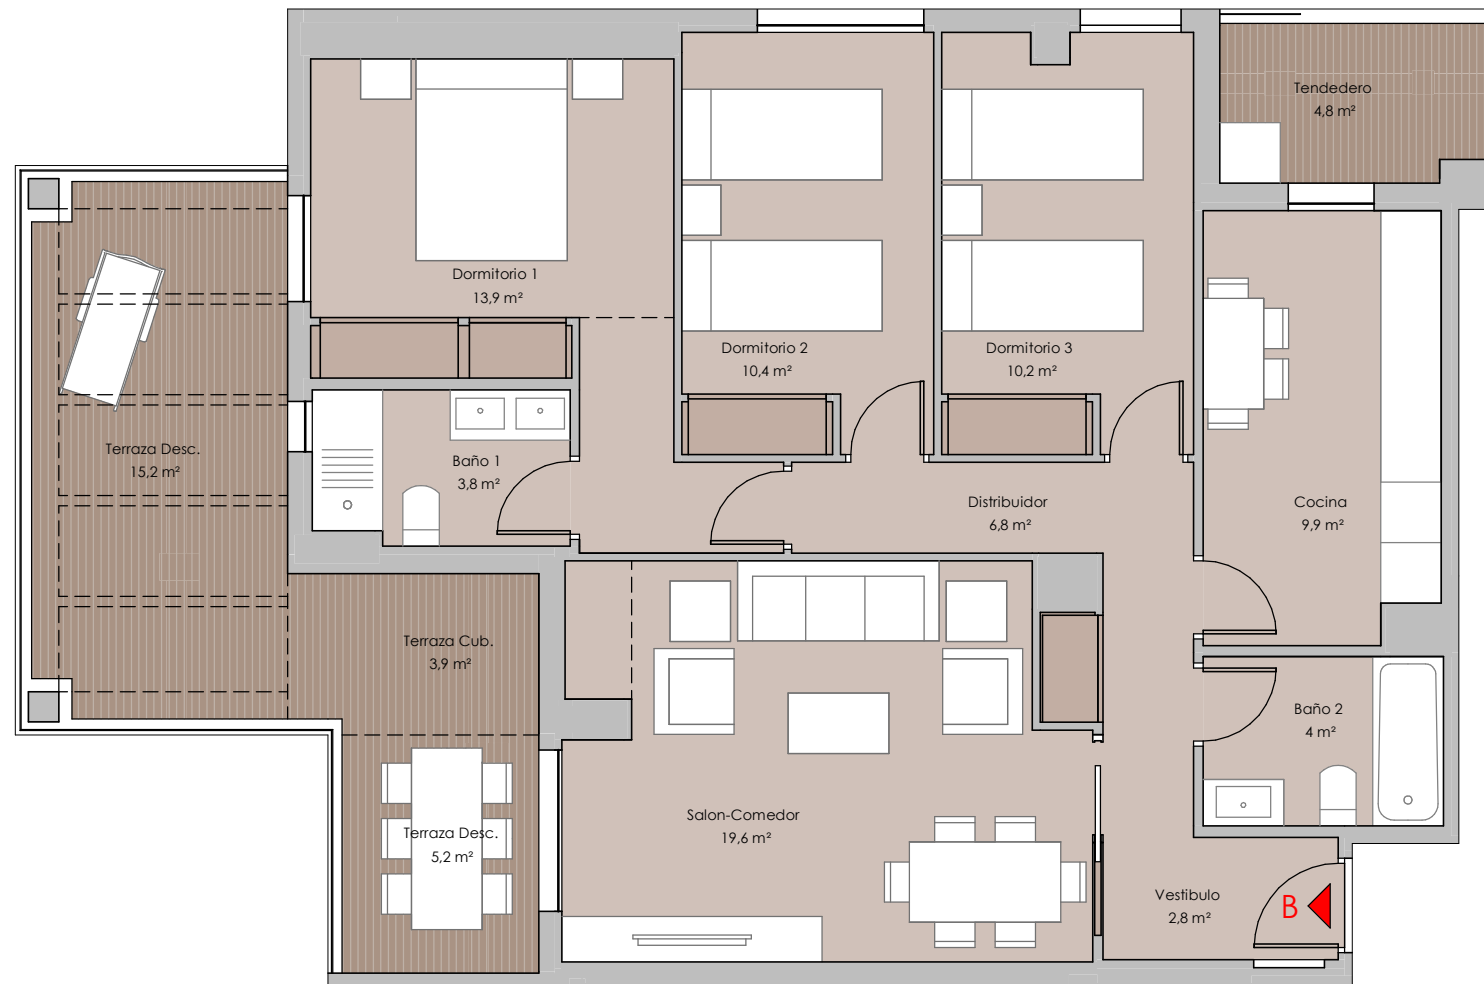 Tendedero
4,8 m²
Dormitorio 1
13,9 m²
Dormitorio 2
10,4 m²
Dormitorio 3
10,2 m²
Terraza Desc.
15,2 m²
Baño 1
3,8 m²
Distribuidor
6,8 m²
Cocina
9,9 m²
Terraza Cub.
3,9 m²
Baño 2
4 m²
Salon-Comedor
19,6 m²
Terraza Desc.
5,2 m²
Vestibulo
2,8 m²
B